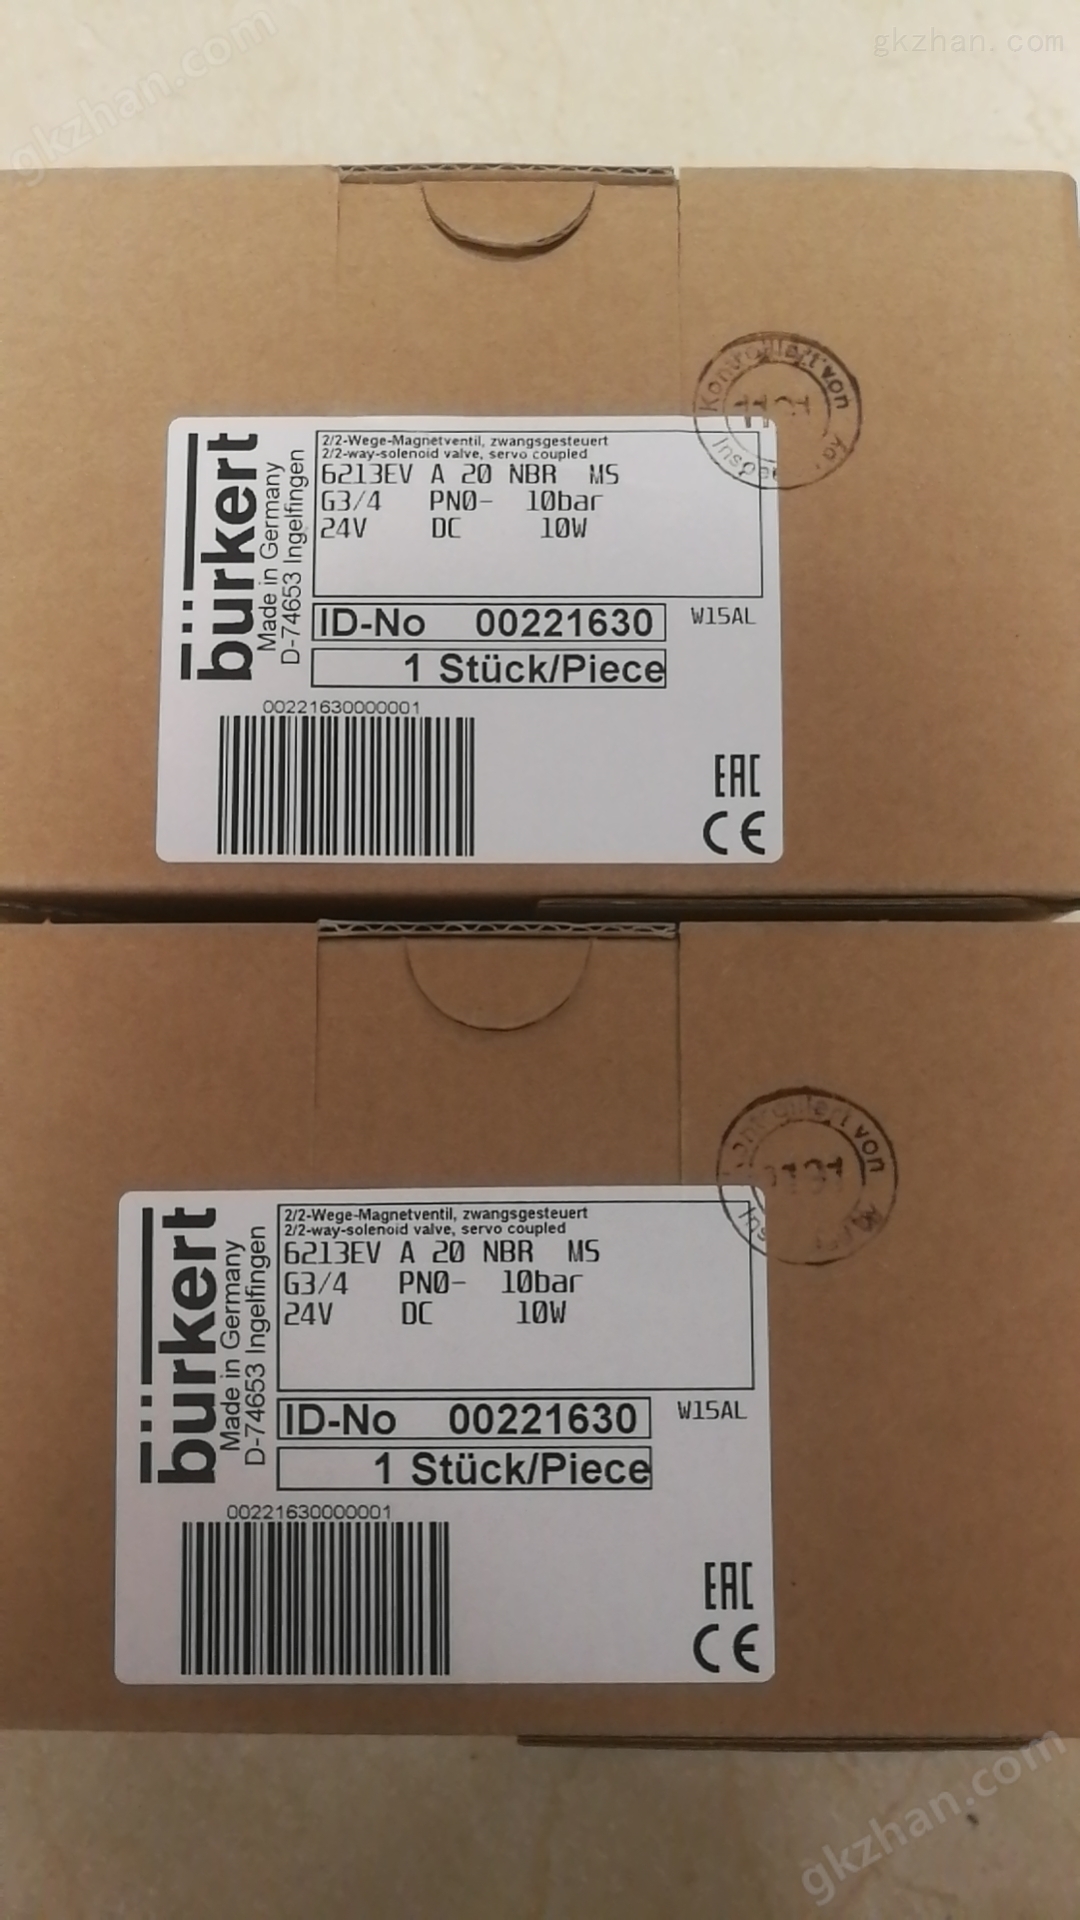 gkzhan.com
gkzhan.com
Kontrolliert von
2/2-Wege-Magnetventil, zwangsgesteuert
2/2-way-solenoid valve, servo coupled
6213EV A 20 NBR MS
G3/4 PN0- 10bar
24V DC 10W
bürkert
Made in Germany
D-74653 Ingelfingen
ID-No 00221630
W15AL
1 Stück/Piece
00221630000001
EAC
CE
von
2/2-Wege-Magnetventil, zwangsgesteuert
2/2-way-solenoid valve, servo coupled
6213EV A 20 NBR MS
G3/4 PN0- 10bar
24V DC 10W
bürkert
Made in Germany
D-74653 Ingelfingen
ID-No 00221630
W15AL
1 Stück/Piece
00221630000001
EAC
CE
gkzhan.com